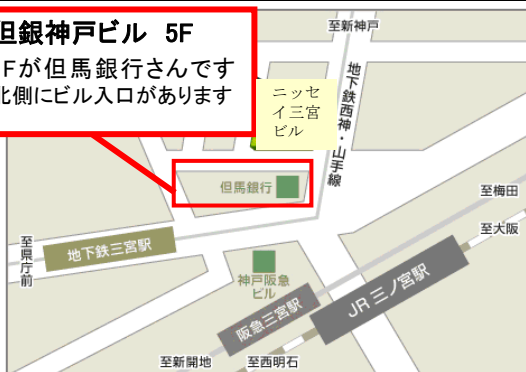 但銀神戸ビル 5F
Fが但馬銀行さんです
北側にビル入口があります
至新神戸
ニッセ
イ三宮
ビル
地下鉄西神・山手線
但馬銀行
至梅田
至大阪
至県庁前
地下鉄三宮駅
神戸阪急
ビル
阪急三宮駅
JR三ノ宮駅
至新開地
至西明石